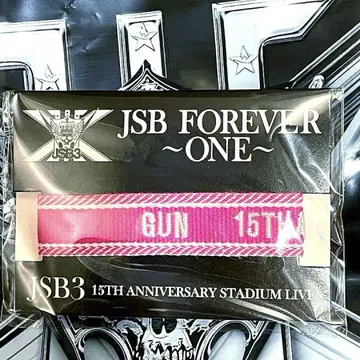 JSB FOREVER
~ONE~
JSB3
GUN 15TH A
JSB3 15TH ANNIVERSARY STADIUM LIVE